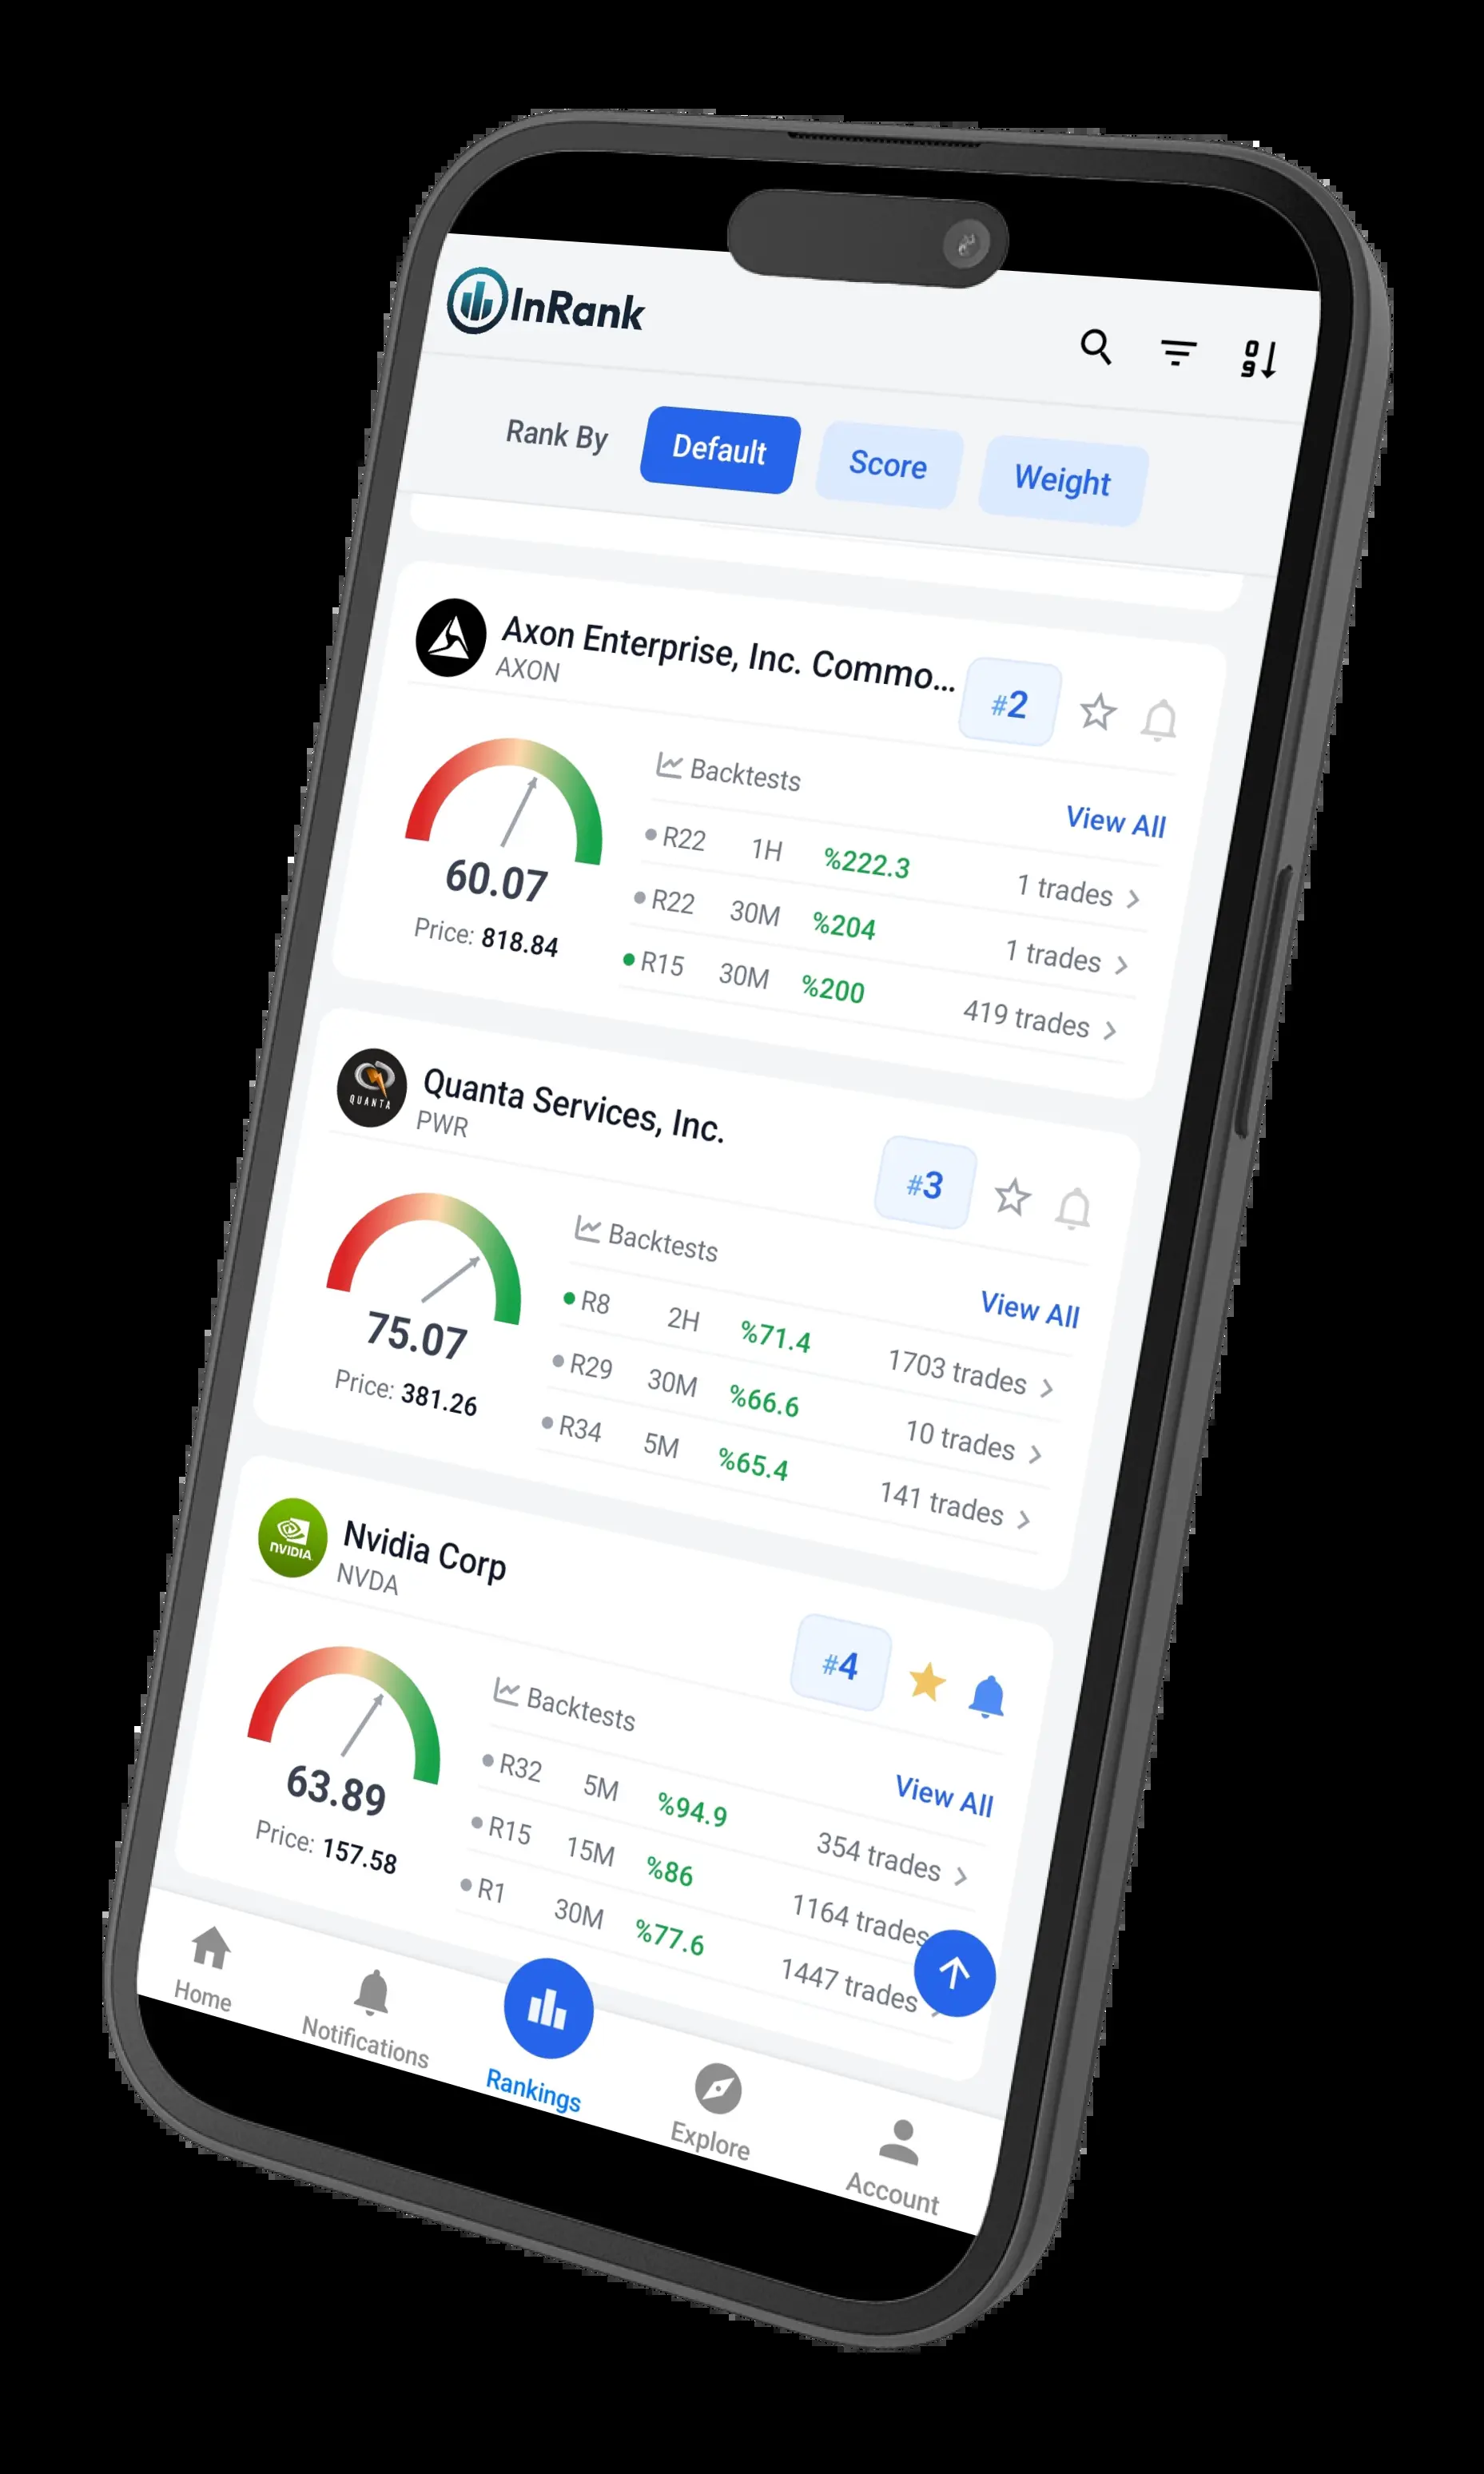 InRank
0
9
Rank By
Default
Score
Weight
Axon Enterprise, Inc. Commo...
AXON
#2
Backtests
View All
R22 1H %222.3 1 trades
R22 30M %204 1 trades
R15 30M %200 419 trades
60.07
Price: 818.84
Quanta Services, Inc.
QUANTA
PWR
#3
Backtests
View All
R8 2H %71.4 1703 trades
R29 30M %66.6 10 trades
R34 5M %65.4 141 trades
75.07
Price: 381.26
Nvidia Corp
NVIDIA
NVDA
#4
Backtests
View All
R32 5M %94.9 354 trades
R15 15M %86 1164 trades
R1 30M %77.6 1447 trades
63.89
Price: 157.58
Home
Notifications
Rankings
Explore
Account